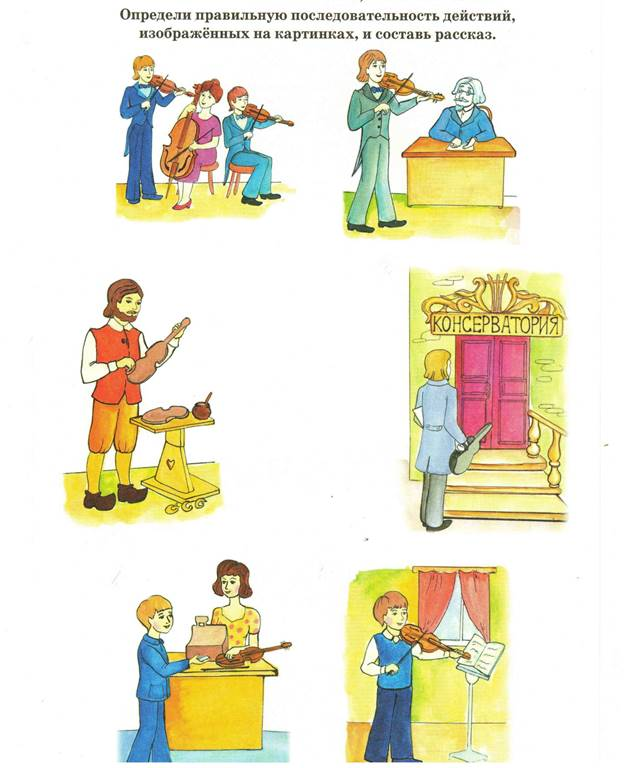 Определи правильную последовательность действий,
изображённых на картинках, и составь рассказ.
КОНСЕРВАТОРИЯ